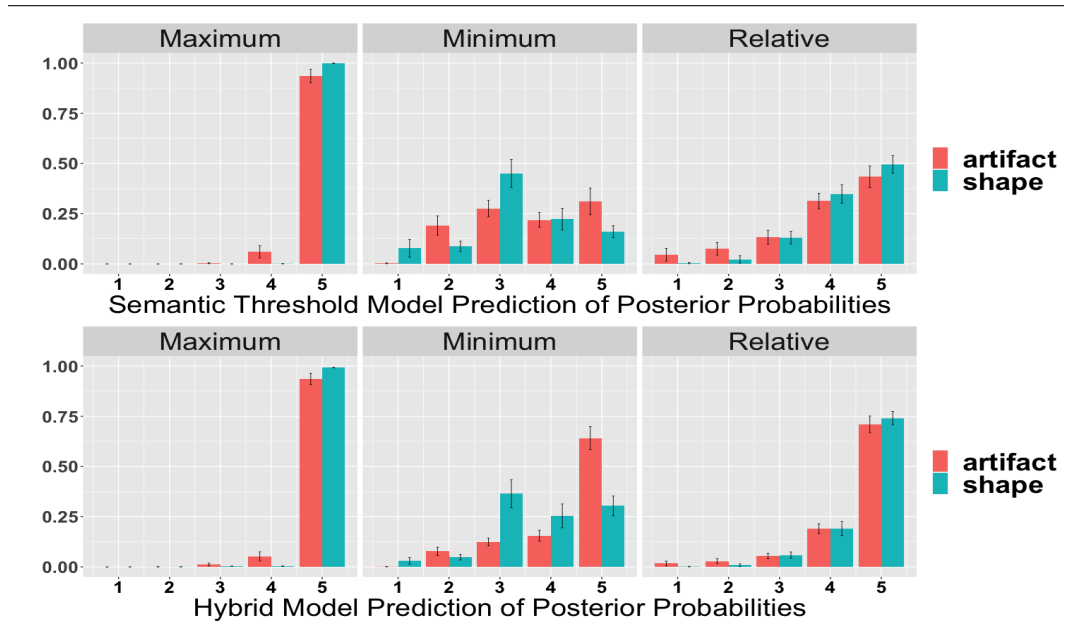 Maximum Minimum Relative
1.00
0.75
0.50
0.25
0.00
artifact
shape
1 2 3 4 5 1 2 3 4 5 1 2 3 4 5
Semantic Threshold Model Prediction of Posterior Probabilities
Maximum Minimum Relative
1.00
0.75
0.50
0.25
0.00
artifact
shape
1 2 3 4 5 1 2 3 4 5 1 2 3 4 5
Hybrid Model Prediction of Posterior Probabilities